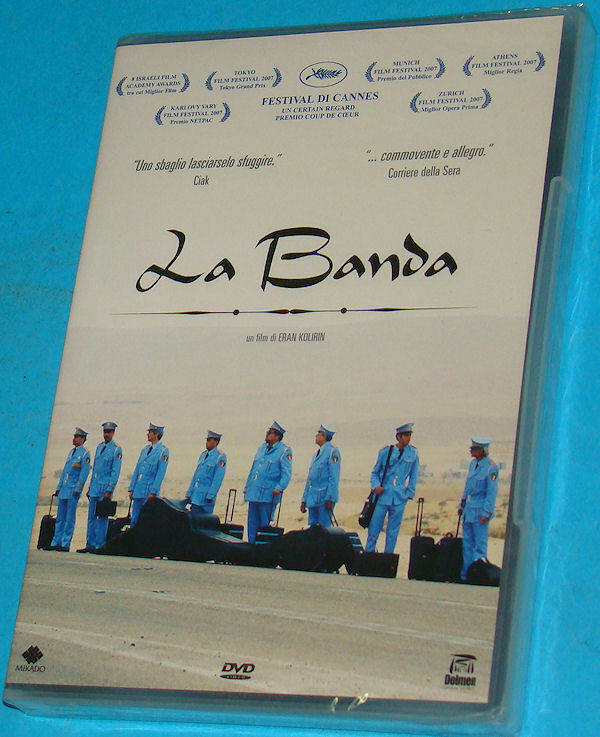 8 ISRAELI FILM
ACADEMY AWARDS
tra cui Miglior Film
TOKYO
FILM FESTIVAL 2007
Tokyo Grand Prix
FESTIVAL DI CANNES
UN CERTAIN REGARD
PREMIO COUP DE CŒUR
MUNICH
FILM FESTIVAL 2007
Premio del Pubblico
ATHENS
FILM FESTIVAL 2007
Miglior Regia
KARLOVY VARY
FILM FESTIVAL 2007
Premio NETPAC
ZURICH
FILM FESTIVAL 2007
Miglior Opera Prima
"Uno sbaglio lasciarselo sfuggire."
Ciak
"... commovente e allegro."
Corriere della Sera
La Banda
un film di ERAN KOLIRIN
MIKADO
DVD
VIDEO
Dolmen